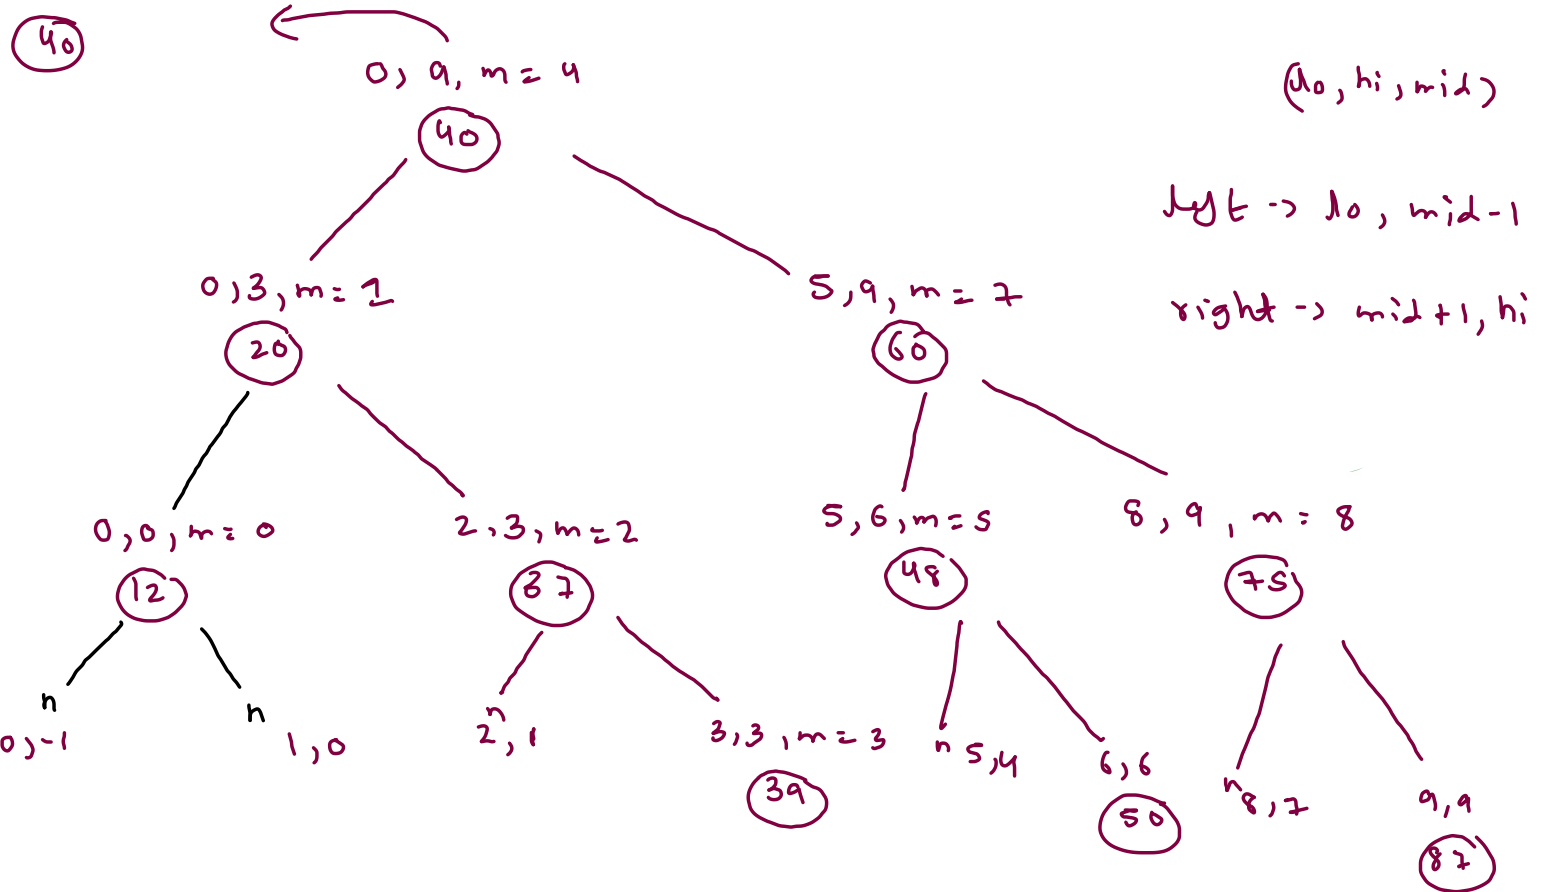 40
0, 9, m = 4
(lo, hi, mid)
40
left -> lo, mid-1
0, 3, m = 1
5, 9, m = 7
right -> mid+1, hi
20
60
0, 0, m = 0
2, 3, m = 2
5, 6, m = 5
8, 9, m = 8
12
37
48
75
n
0, -1
n
1, 0
n
2, 1
3, 3, m = 3
n 5, 4
6, 6
n 8, 7
9, 9
39
50
87